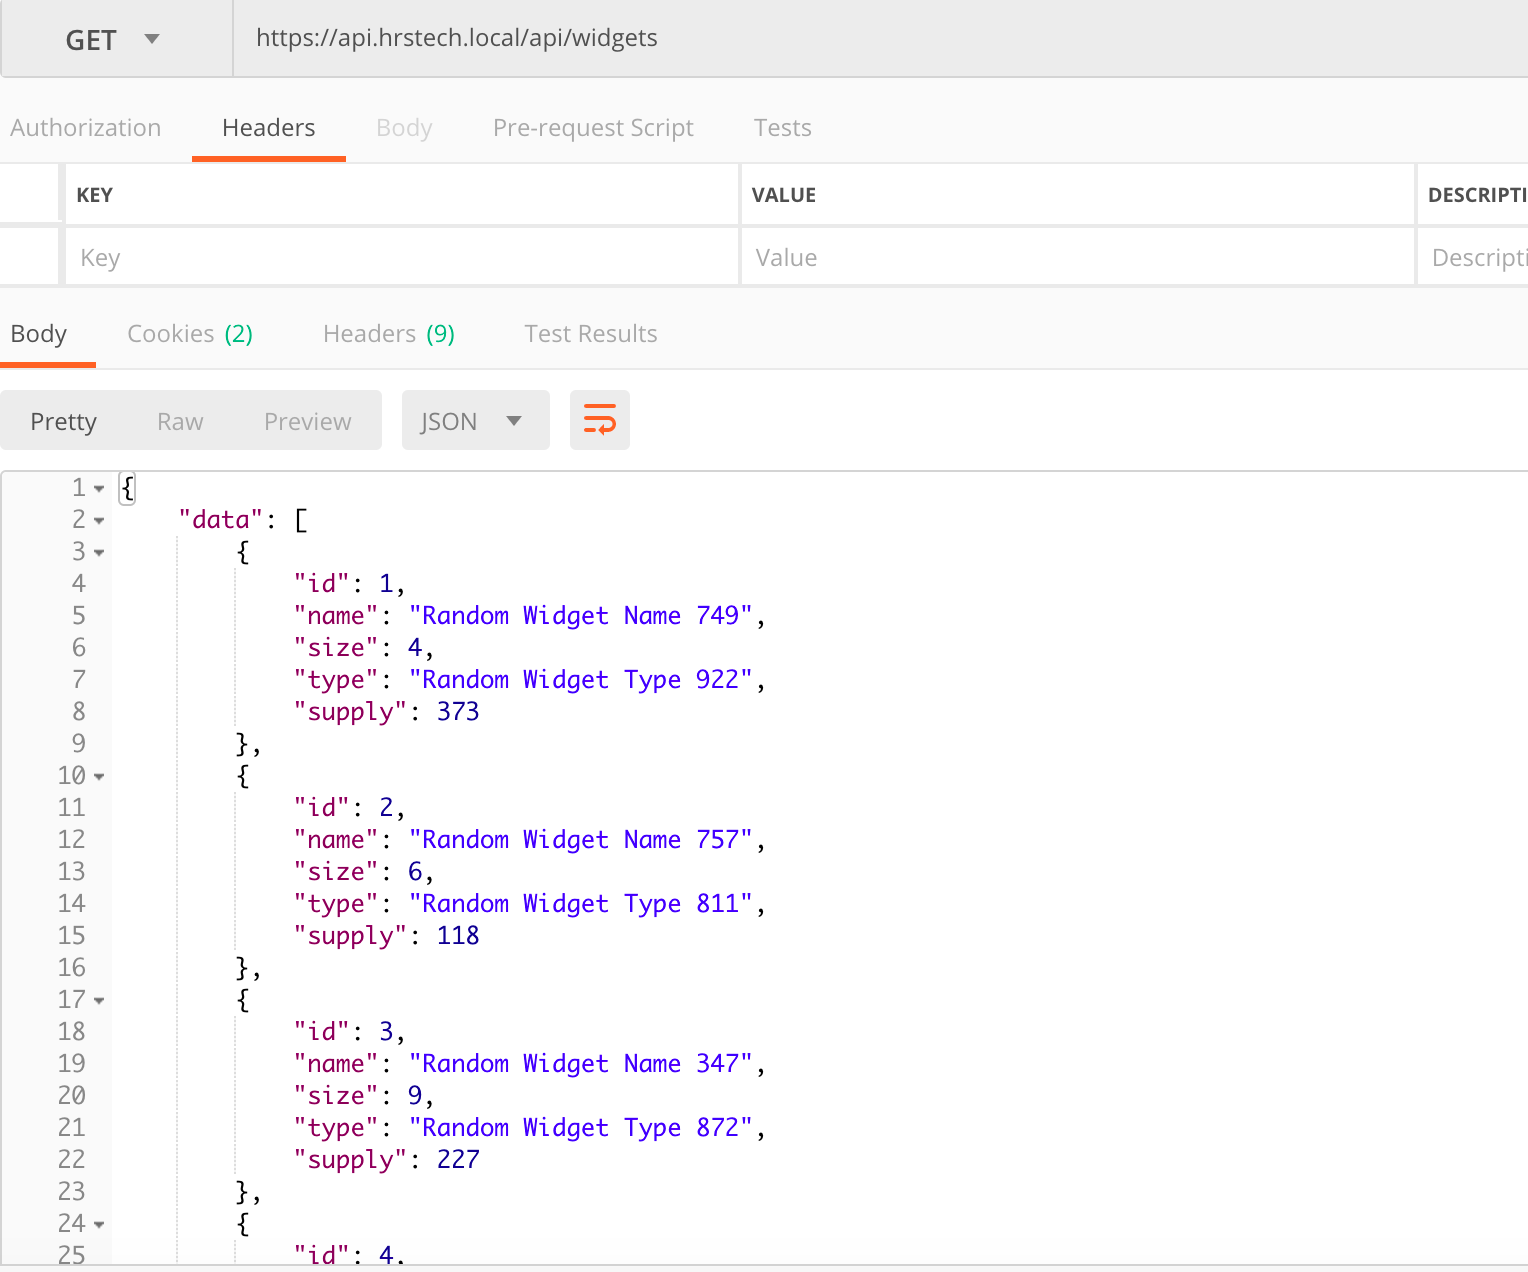 GET https://api.hrstech.local/api/widgets
Authorization Headers Body Pre-request Script Tests
KEY VALUE DESCRIPTI
Key Value Descripti
Body Cookies (2) Headers (9) Test Results
Pretty Raw Preview JSON
1 {
2 "data": [
3 {
4 "id": 1,
5 "name": "Random Widget Name 749",
6 "size": 4,
7 "type": "Random Widget Type 922",
8 "supply": 373
9 },
10 {
11 "id": 2,
12 "name": "Random Widget Name 757",
13 "size": 6,
14 "type": "Random Widget Type 811",
15 "supply": 118
16 },
17 {
18 "id": 3,
19 "name": "Random Widget Name 347",
20 "size": 9,
21 "type": "Random Widget Type 872",
22 "supply": 227
23 },
24 {
25 "id": 4,